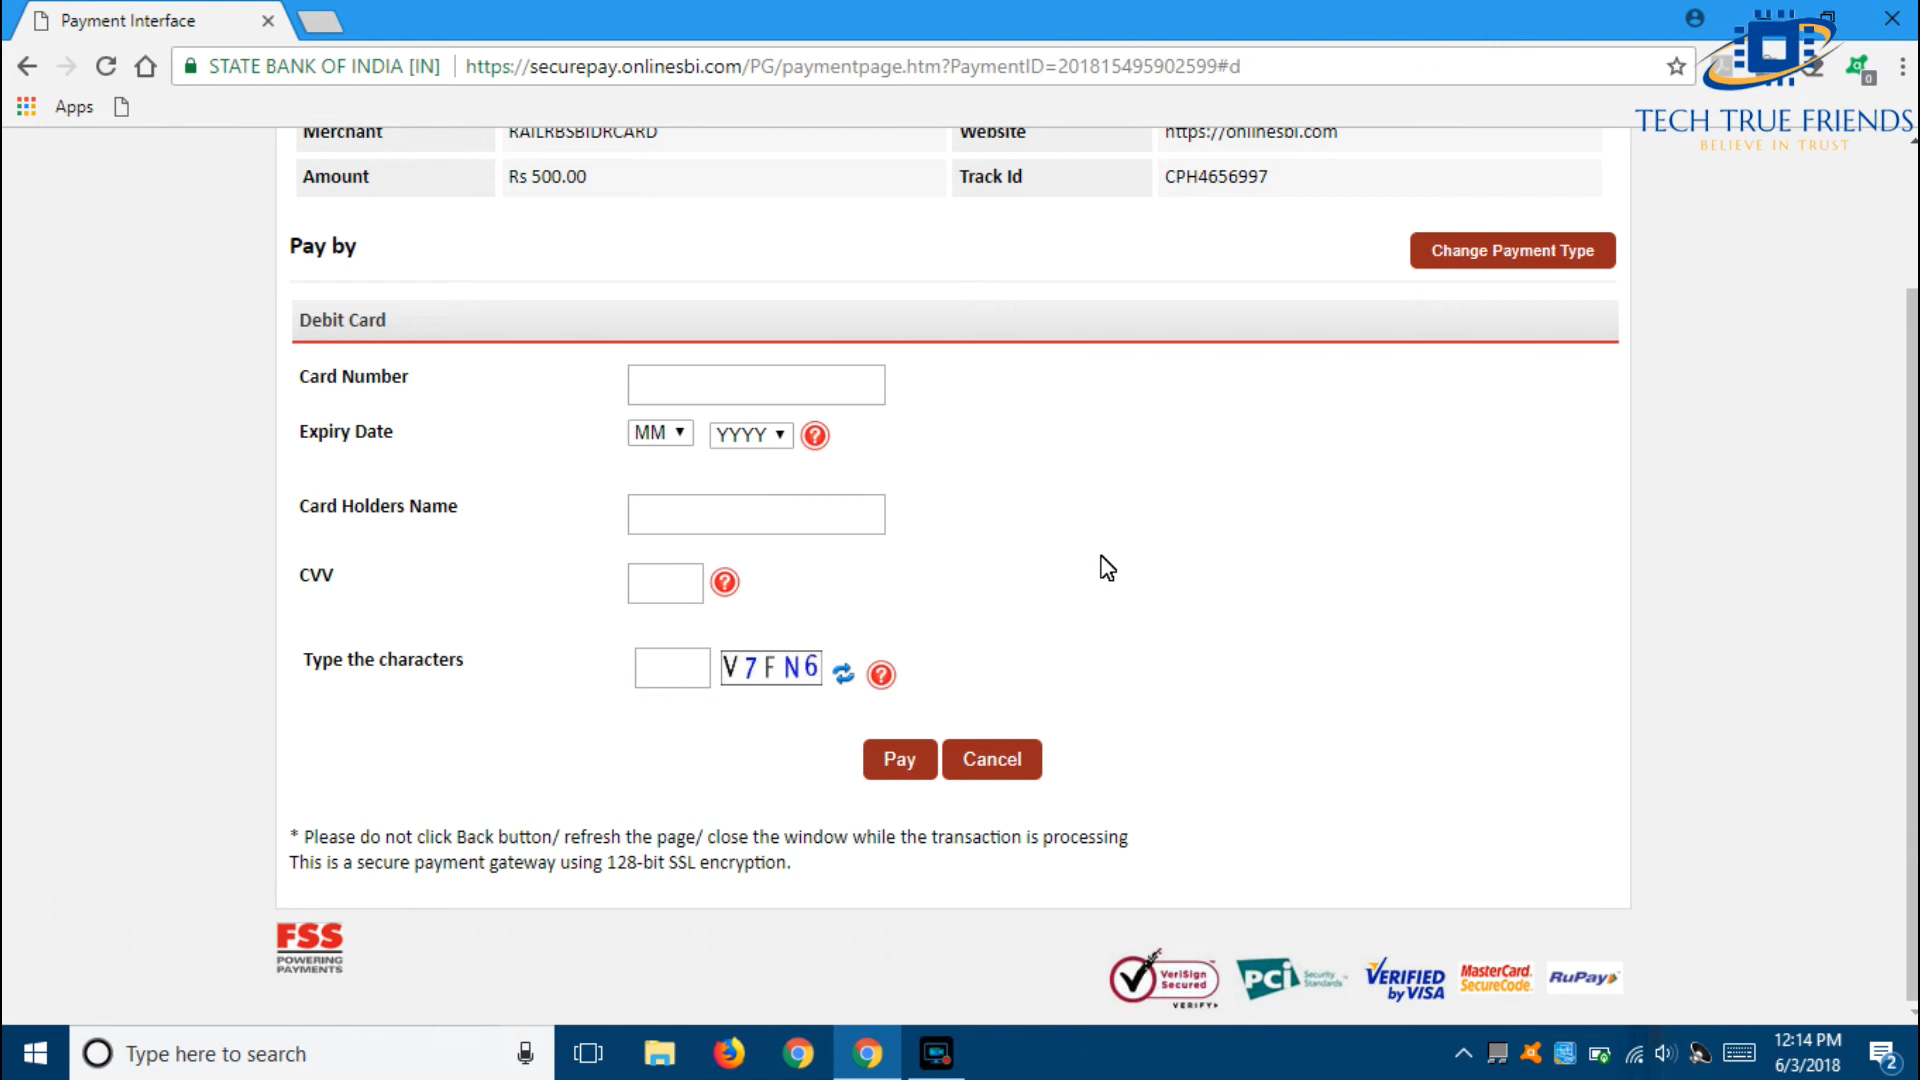 Payment Interface
STATE BANK OF INDIA [IN] https://securepay.onlinesbi.com/PG/paymentpage.htm?PaymentID=201815495902599#d
0
Apps
TECH TRUE FRIENDS
BELIEVE IN TRUST
Merchant RAILRBSBIDRCARD Website https://onlinesbi.com
Amount Rs 500.00 Track Id CPH4656997
Pay by Change Payment Type
Debit Card
Card Number
Expiry Date MM YYYY ?
Card Holders Name
CVV ?
Type the characters V7FN6 ?
Pay Cancel
* Please do not click Back button/ refresh the page/ close the window while the transaction is processing
This is a secure payment gateway using 128-bit SSL encryption.
FSS
POWERING
PAYMENTS
VeriSign
Secured
VERIFY
PCI Security
Standards
VERIFIED
by VISA
MasterCard.
SecureCode.
RuPay
Type here to search
12:14 PM
6/3/2018
2